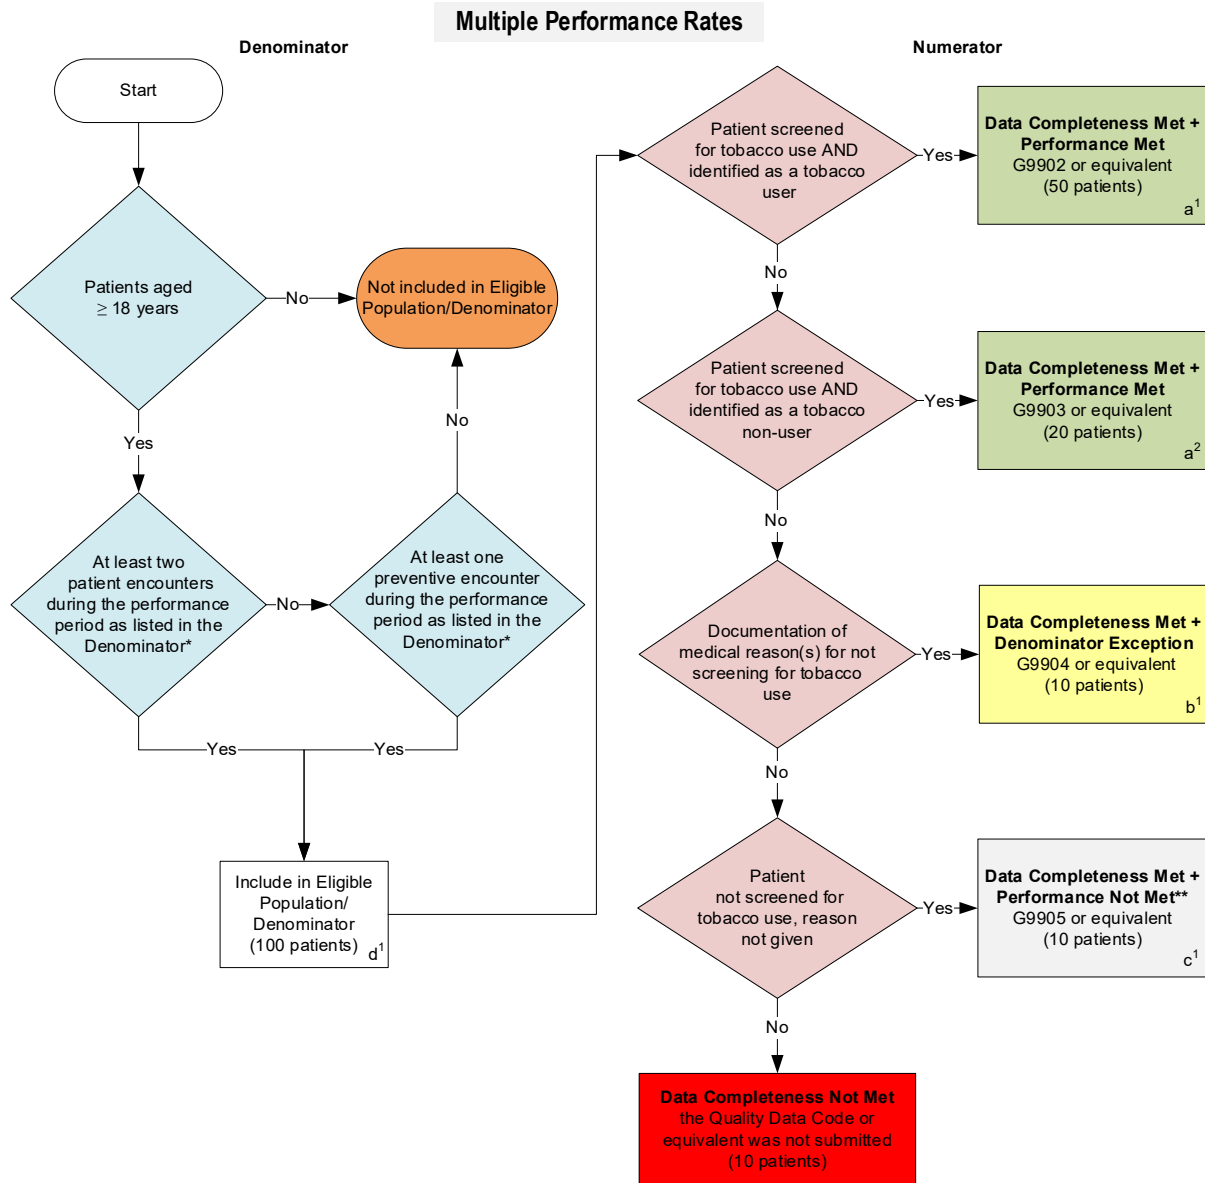 Multiple Performance Rates
Denominator
Numerator
Start
Patients aged
≥ 18 years
No
Not included in Eligible
Population/Denominator
Yes
No
At least two
patient encounters
during the performance
period as listed in the
Denominator*
No
At least one
preventive encounter
during the performance
period as listed in the
Denominator*
Yes
Yes
Include in Eligible
Population/
Denominator
(100 patients)
d¹
Patient screened
for tobacco use AND
identified as a tobacco
user
Yes
Data Completeness Met +
Performance Met
G9902 or equivalent
(50 patients)
a¹
No
Patient screened
for tobacco use AND
identified as a tobacco
non-user
Yes
Data Completeness Met +
Performance Met
G9903 or equivalent
(20 patients)
a²
No
Documentation of
medical reason(s) for not
screening for tobacco
use
Yes
Data Completeness Met +
Denominator Exception
G9904 or equivalent
(10 patients)
b¹
No
Patient
not screened for
tobacco use, reason
not given
Yes
Data Completeness Met +
Performance Not Met**
G9905 or equivalent
(10 patients)
c¹
No
Data Completeness Not Met
the Quality Data Code or
equivalent was not submitted
(10 patients)